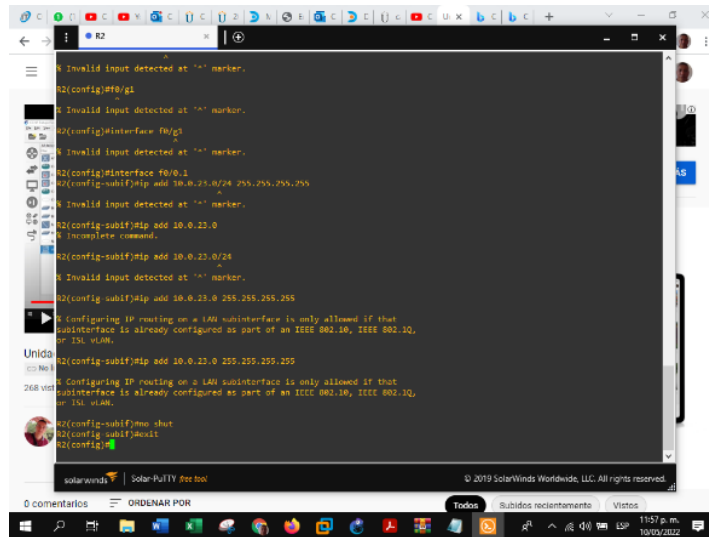 R2
% Invalid input detected at '^' marker.
R2(config)#f0/g1
^
% Invalid input detected at '^' marker.
R2(config)#interface f0/g1
^
% Invalid input detected at '^' marker.
R2(config)#interface f0/0.1
R2(config-subif)#ip add 10.0.23.0/24 255.255.255.255
^
% Invalid input detected at '^' marker.
R2(config-subif)#ip add 10.0.23.0
% Incomplete command.
R2(config-subif)#ip add 10.0.23.0/24
^
% Invalid input detected at '^' marker.
R2(config-subif)#ip add 10.0.23.0 255.255.255.255
% Configuring IP routing on a LAN subinterface is only allowed if that
subinterface is already configured as part of an IEEE 802.10, IEEE 802.1Q,
or ISL vLAN.
R2(config-subif)#ip add 10.0.23.0 255.255.255.255
% Configuring IP routing on a LAN subinterface is only allowed if that
subinterface is already configured as part of an IEEE 802.10, IEEE 802.1Q,
or ISL vLAN.
R2(config-subif)#no shut
R2(config-subif)#exit
R2(config)#
ÁS
Unida
No l
268 vist
solarwinds Solar-PuTTY free tool
© 2019 SolarWinds Worldwide, LLC. All rights reserved.
0 comentarios ORDENAR POR
Todos Subidos recientemente Vistos
ESP
11:57 p. m.
10/05/2022